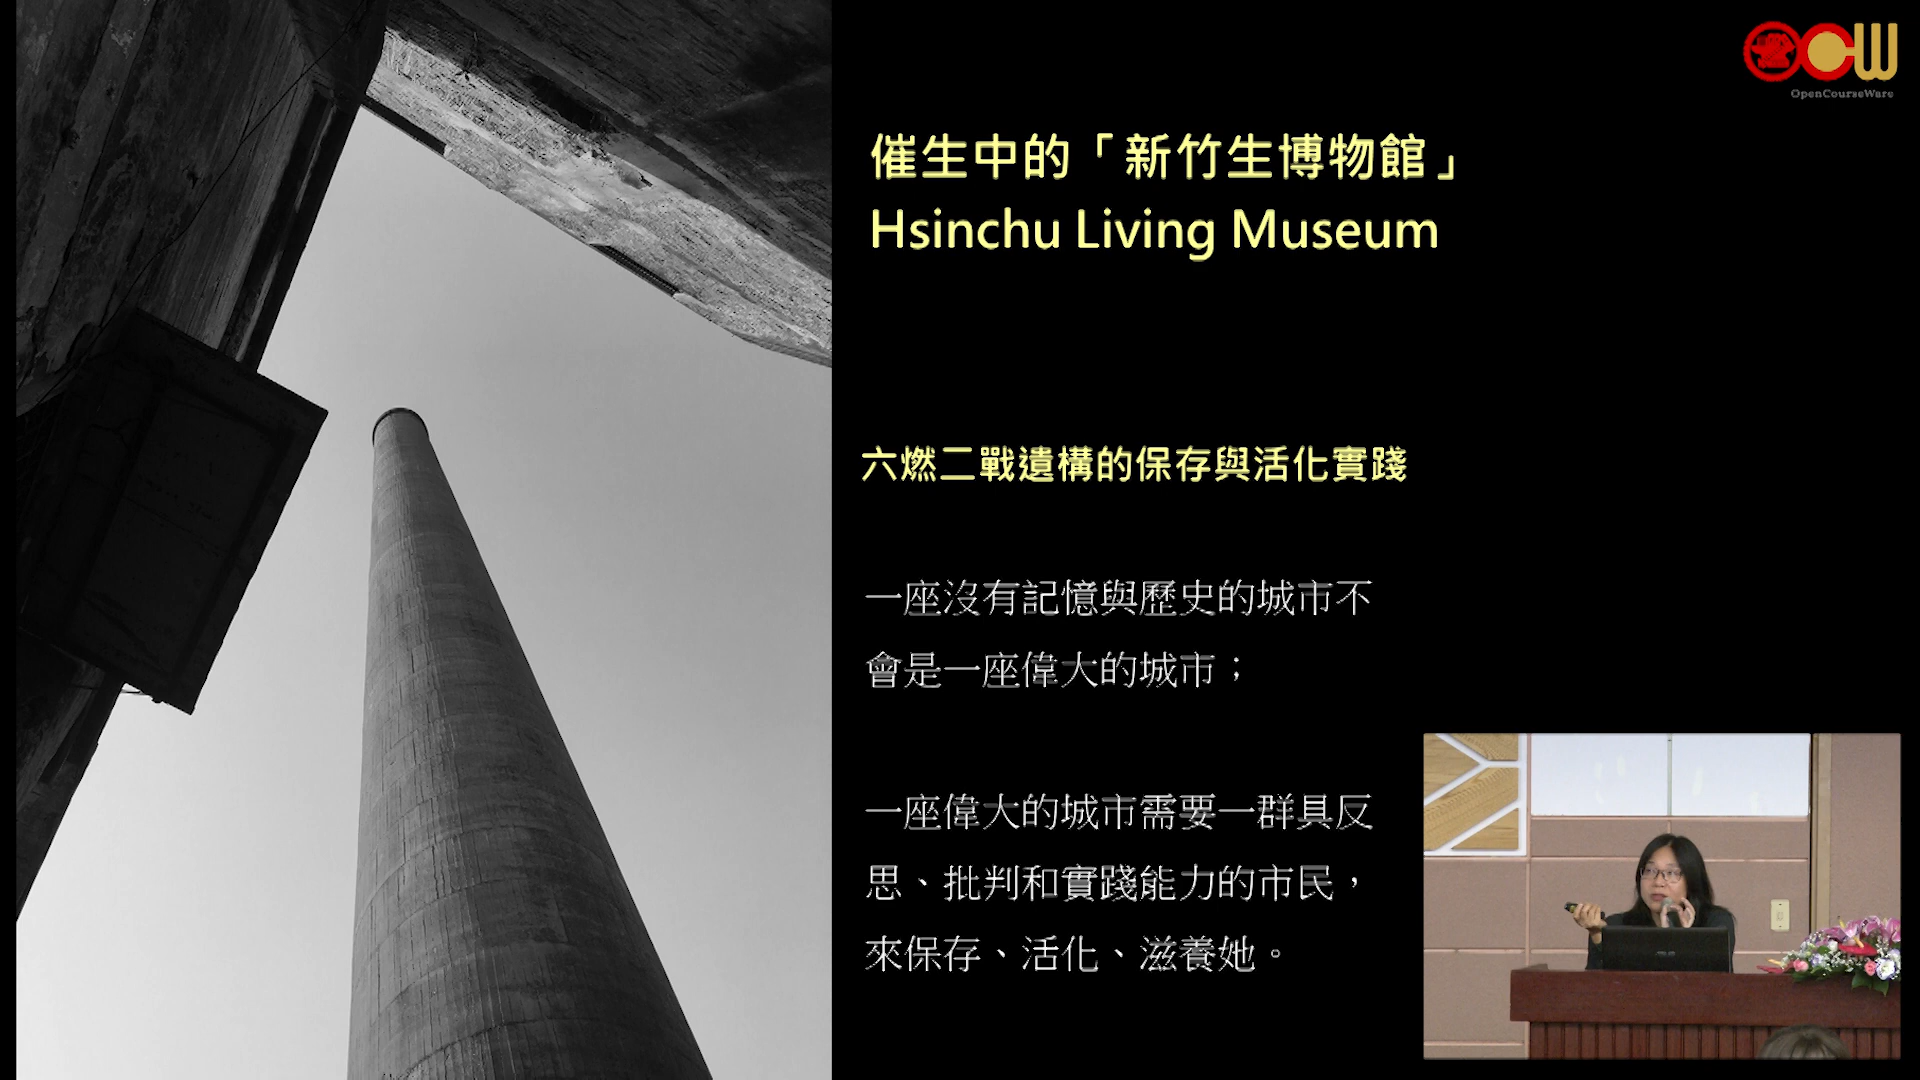 OpenCourseWare
催生中的「新竹生博物館」
Hsinchu Living Museum
六燃二戰遺構的保存與活化實踐
一座沒有記憶與歷史的城市不
會是一座偉大的城市；
一座偉大的城市需要一群具反
思、批判和實踐能力的市民，
來保存、活化、滋養她。